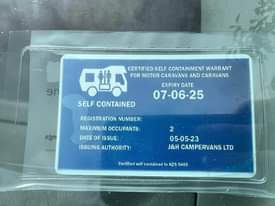 CERTIFIED SELF CONTAINMENT WARRANT
FOR MOTOR CARAVANS AND CARAVANS
EXPIRY DATE
07-06-25
SELF CONTAINED
REGISTRATION NUMBER:
MAXIMUM OCCUPANTS: 2
DATE OF ISSUE: 05-05-23
ISSUING AUTHORITY: J&H CAMPERVANS LTD
Certified self contained to NZS 5465